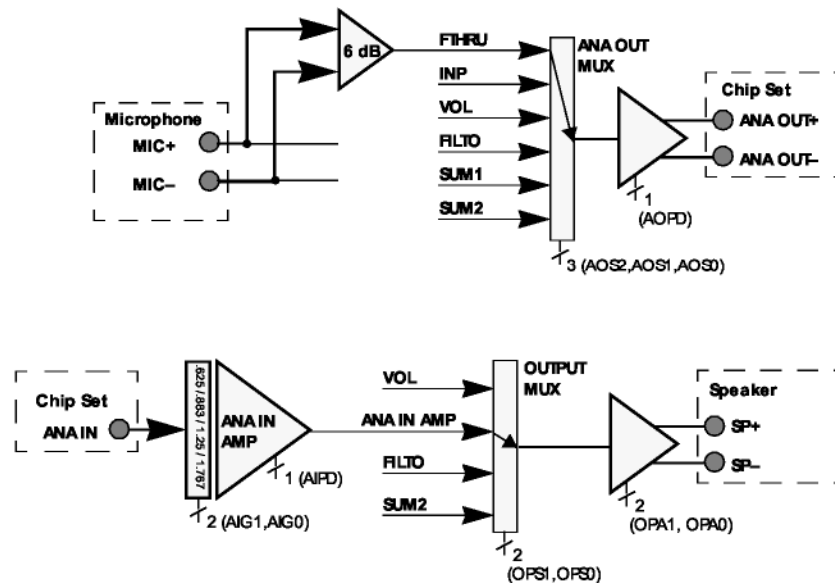 6 dB
FTHRU
ANA OUT
MUX
INP
VOL
FILTO
SUM1
SUM2
Microphone
MIC+
MIC–
Chip Set
ANA OUT+
ANA OUT–
1
(AOPD)
3 (AOS2,AOS1,AOS0)
Chip Set
ANA IN
.625 /.883 / 1.25 / 1.767
ANA IN
AMP
1 (AIPD)
2 (AIG1,AIG0)
VOL
ANA IN AMP
FILTO
SUM2
OUTPUT
MUX
2
(OPS1,OPS0)
Speaker
SP+
SP–
2
(OPA1, OPA0)